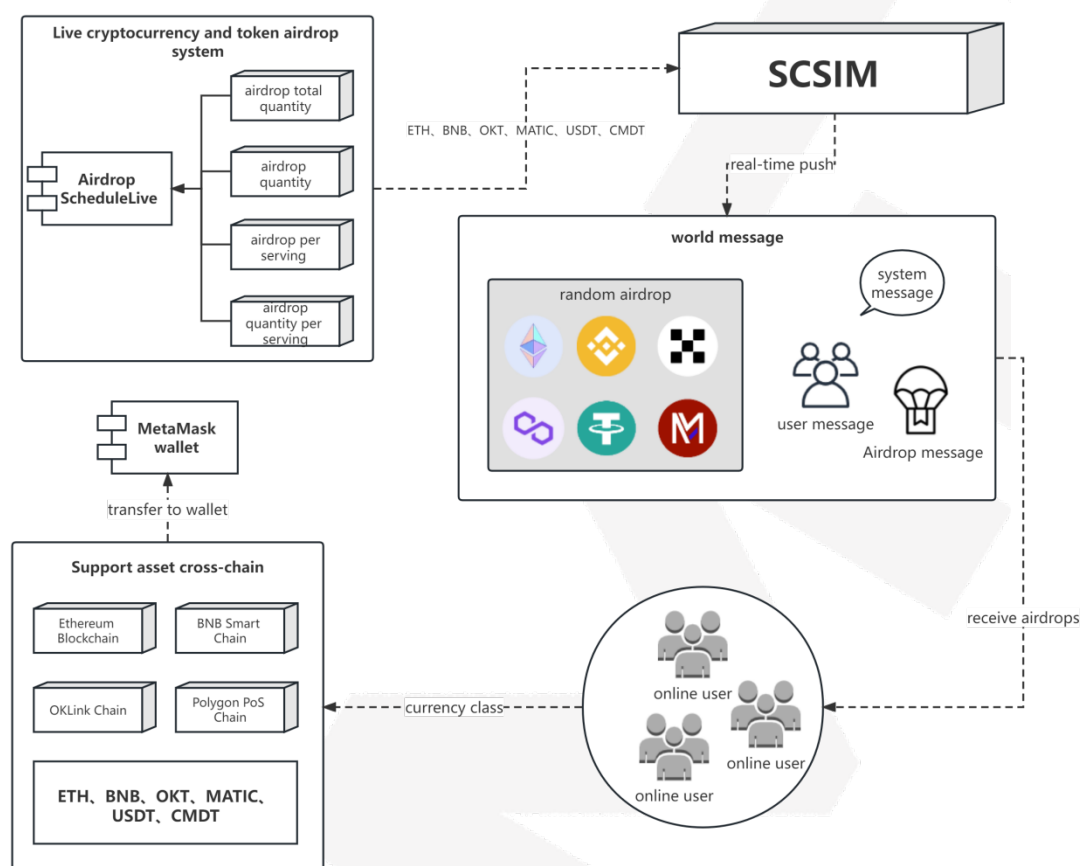 Live cryptocurrency and token airdrop
system
airdrop total
quantity
airdrop
quantity
Airdrop
ScheduleLive
airdrop per
serving
airdrop
quantity per
serving
ETH、BNB、OKT、MATIC、USDT、CMDT
SCSIM
real-time push
world message
random airdrop
system
message
user message
Airdrop message
MetaMask
wallet
transfer to wallet
Support asset cross-chain
Ethereum
Blockchain
BNB Smart
Chain
OKLink Chain
Polygon PoS
Chain
ETH、BNB、OKT、MATIC、
USDT、CMDT
currency class
online user
online user
online user
receive airdrops